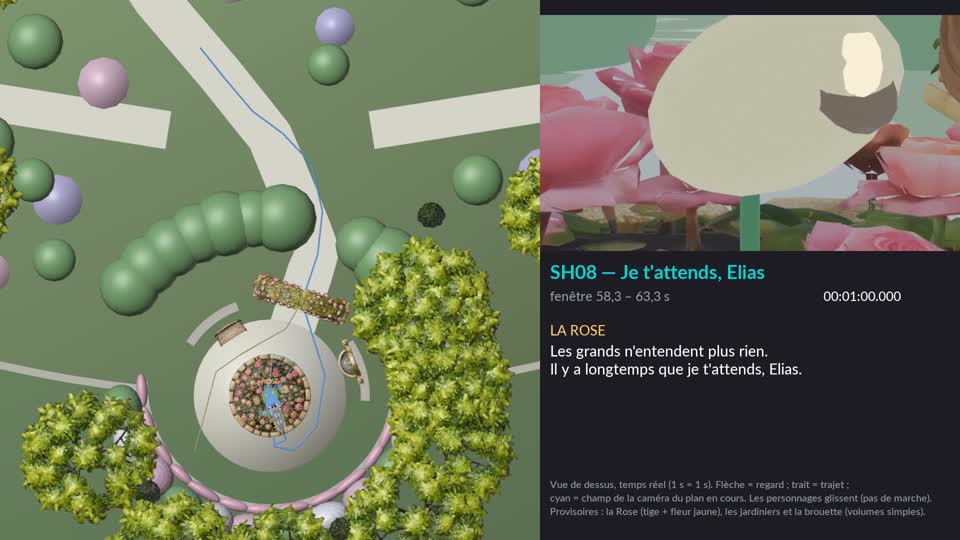 SH08 — Je t'attends, Elias
fenêtre 58,3 – 63,3 s 00:01:00.000
LA ROSE
Les grands n'entendent plus rien.
Il y a longtemps que je t'attends, Elias.
Vue de dessus, temps réel (1 s = 1 s). Flèche = regard ; trait = trajet ;
cyan = champ de la caméra du plan en cours. Les personnages glissent (pas de marche).
Provisoires : la Rose (tige + fleur jaune), les jardiniers et la brouette (volumes simples).